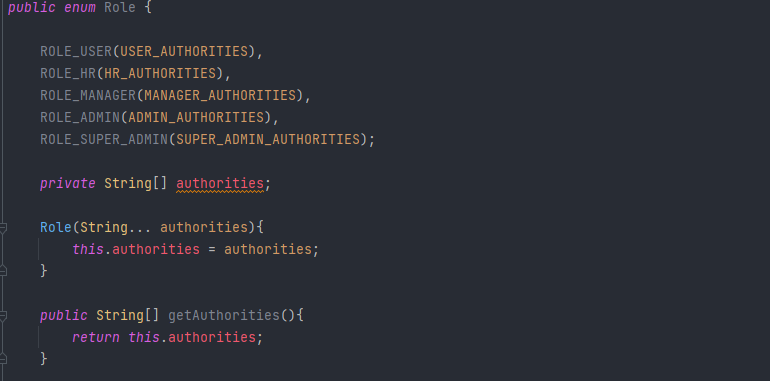 public enum Role {
ROLE_USER(USER_AUTHORITIES),
ROLE_HR(HR_AUTHORITIES),
ROLE_MANAGER(MANAGER_AUTHORITIES),
ROLE_ADMIN(ADMIN_AUTHORITIES),
ROLE_SUPER_ADMIN(SUPER_ADMIN_AUTHORITIES);
private String[] authorities;
Role(String... authorities){
this.authorities = authorities;
}
public String[] getAuthorities(){
return this.authorities;
}